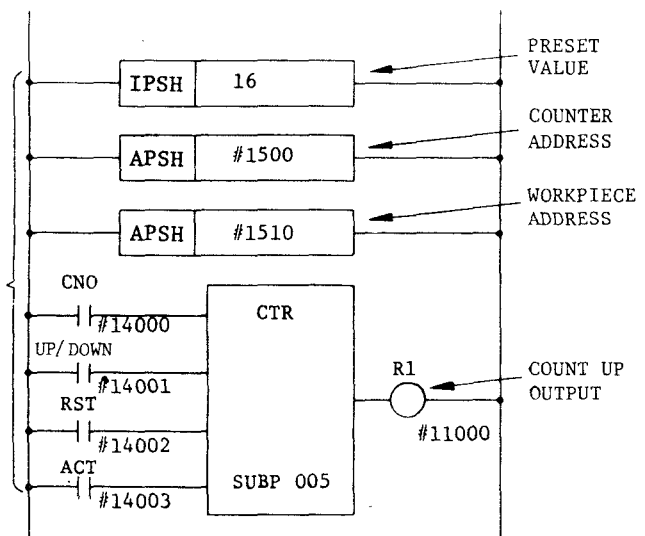 PRESET
VALUE
IPSH 16
COUNTER
ADDRESS
APSH #1500
WORKPIECE
ADDRESS
APSH #1510
CNO
#14000
CTR
UP/DOWN
#14001
RST
#14002
ACT
#14003
SUBP 005
R1
#11000
COUNT UP
OUTPUT